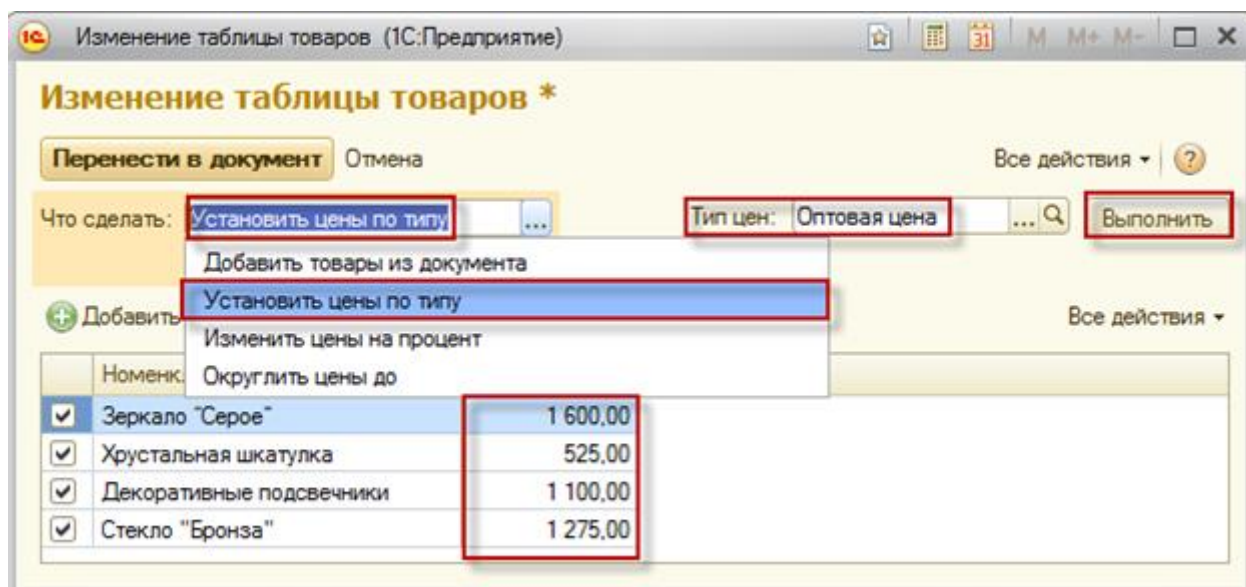 1С Изменение таблицы товаров (1С:Предприятие) 31 M M+ M-
Изменение таблицы товаров *
Перенести в документ Отмена Все действия ?
Что сделать: Установить цены по типу ... Тип цен: Оптовая цена ... Выполнить
Добавить товары из документа
Установить цены по типу
Добавить Все действия
Изменить цены на процент
Номенк. Округлить цены до
Зеркало "Серое" 1 600,00
Хрустальная шкатулка 525,00
Декоративные подсвечники 1 100,00
Стекло "Бронза" 1 275,00